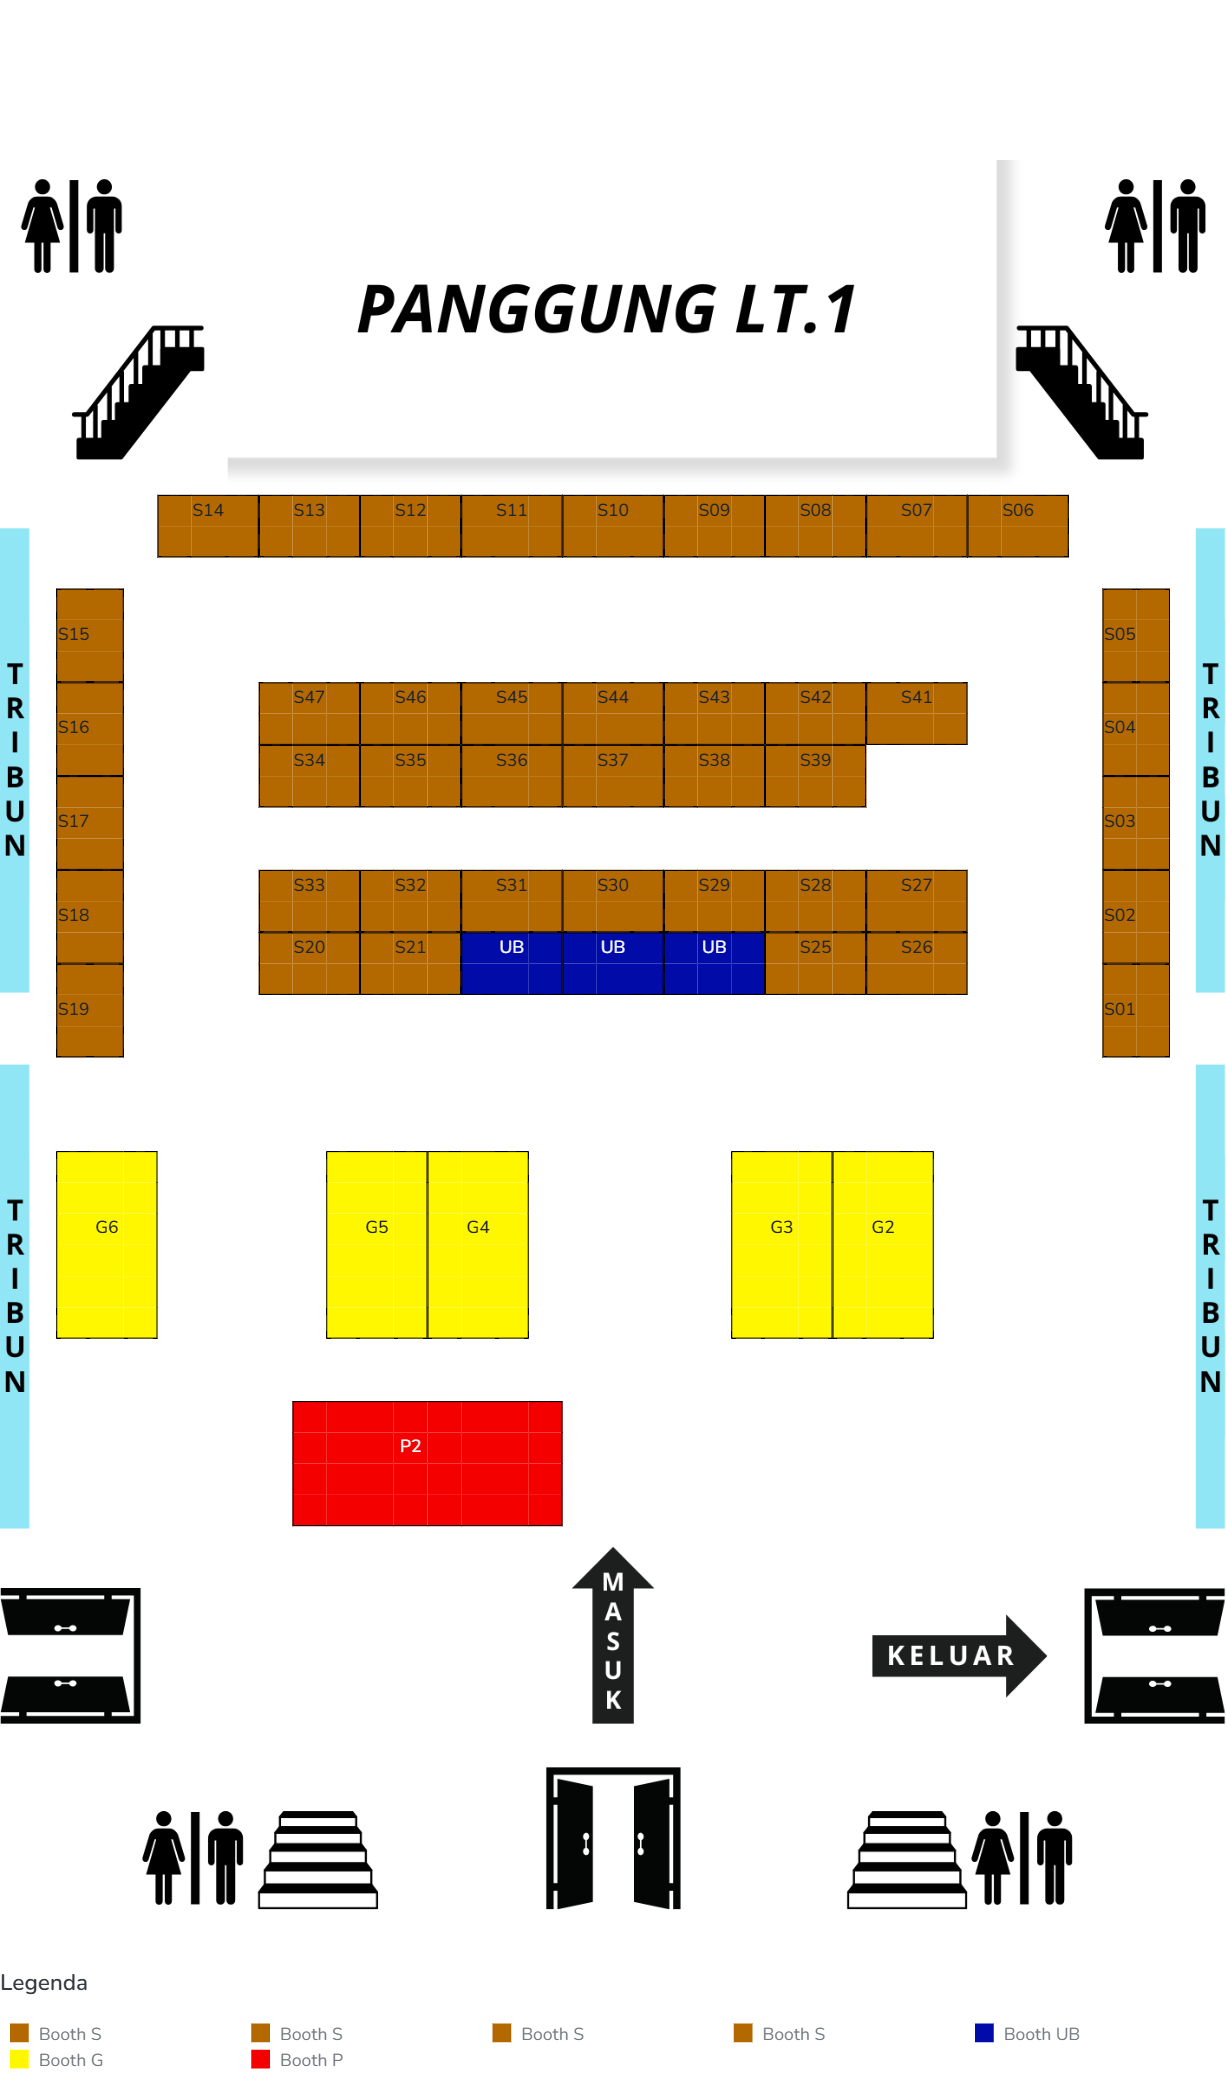 PANGGUNG LT.1
S14 S13 S12 S11 S10 S09 S08 S07 S06
S15
S05
TRIBUN
TRIBUN
S47 S46 S45 S44 S43 S42 S41
S16
S04
S34 S35 S36 S37 S38 S39
S17
S03
S33 S32 S31 S30 S29 S28 S27
S18
S02
S20 S21 UB UB UB S25 S26
S19
S01
TRIBUN
TRIBUN
G6 G5 G4 G3 G2
P2
MASUK
KELUAR
Legenda
Booth S Booth S Booth S Booth S Booth UB
Booth G Booth P